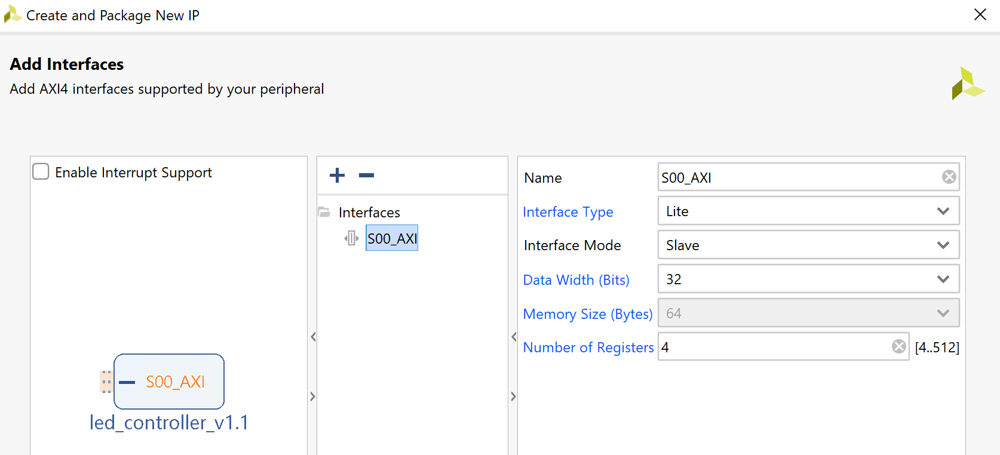 Create and Package New IP
Add Interfaces
Add AXI4 interfaces supported by your peripheral
Enable Interrupt Support
S00_AXI
led_controller_v1.1
Interfaces
S00_AXI
Name S00_AXI
Interface Type Lite
Interface Mode Slave
Data Width (Bits) 32
Memory Size (Bytes) 64
Number of Registers 4 [4..512]